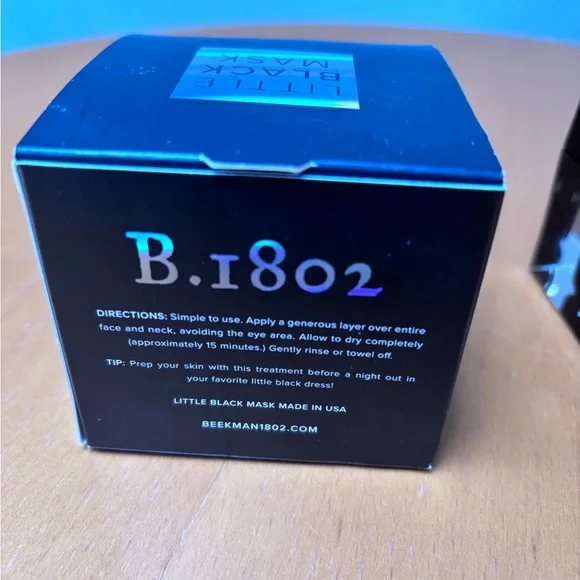 LITTLE
BLACK
MASK
B.1802
DIRECTIONS: Simple to use. Apply a generous layer over entire
face and neck, avoiding the eye area. Allow to dry completely
(approximately 15 minutes.) Gently rinse or towel off.
TIP: Prep your skin with this treatment before a night out in
your favorite little black dress!
LITTLE BLACK MASK MADE IN USA
BEEKMAN1802.COM